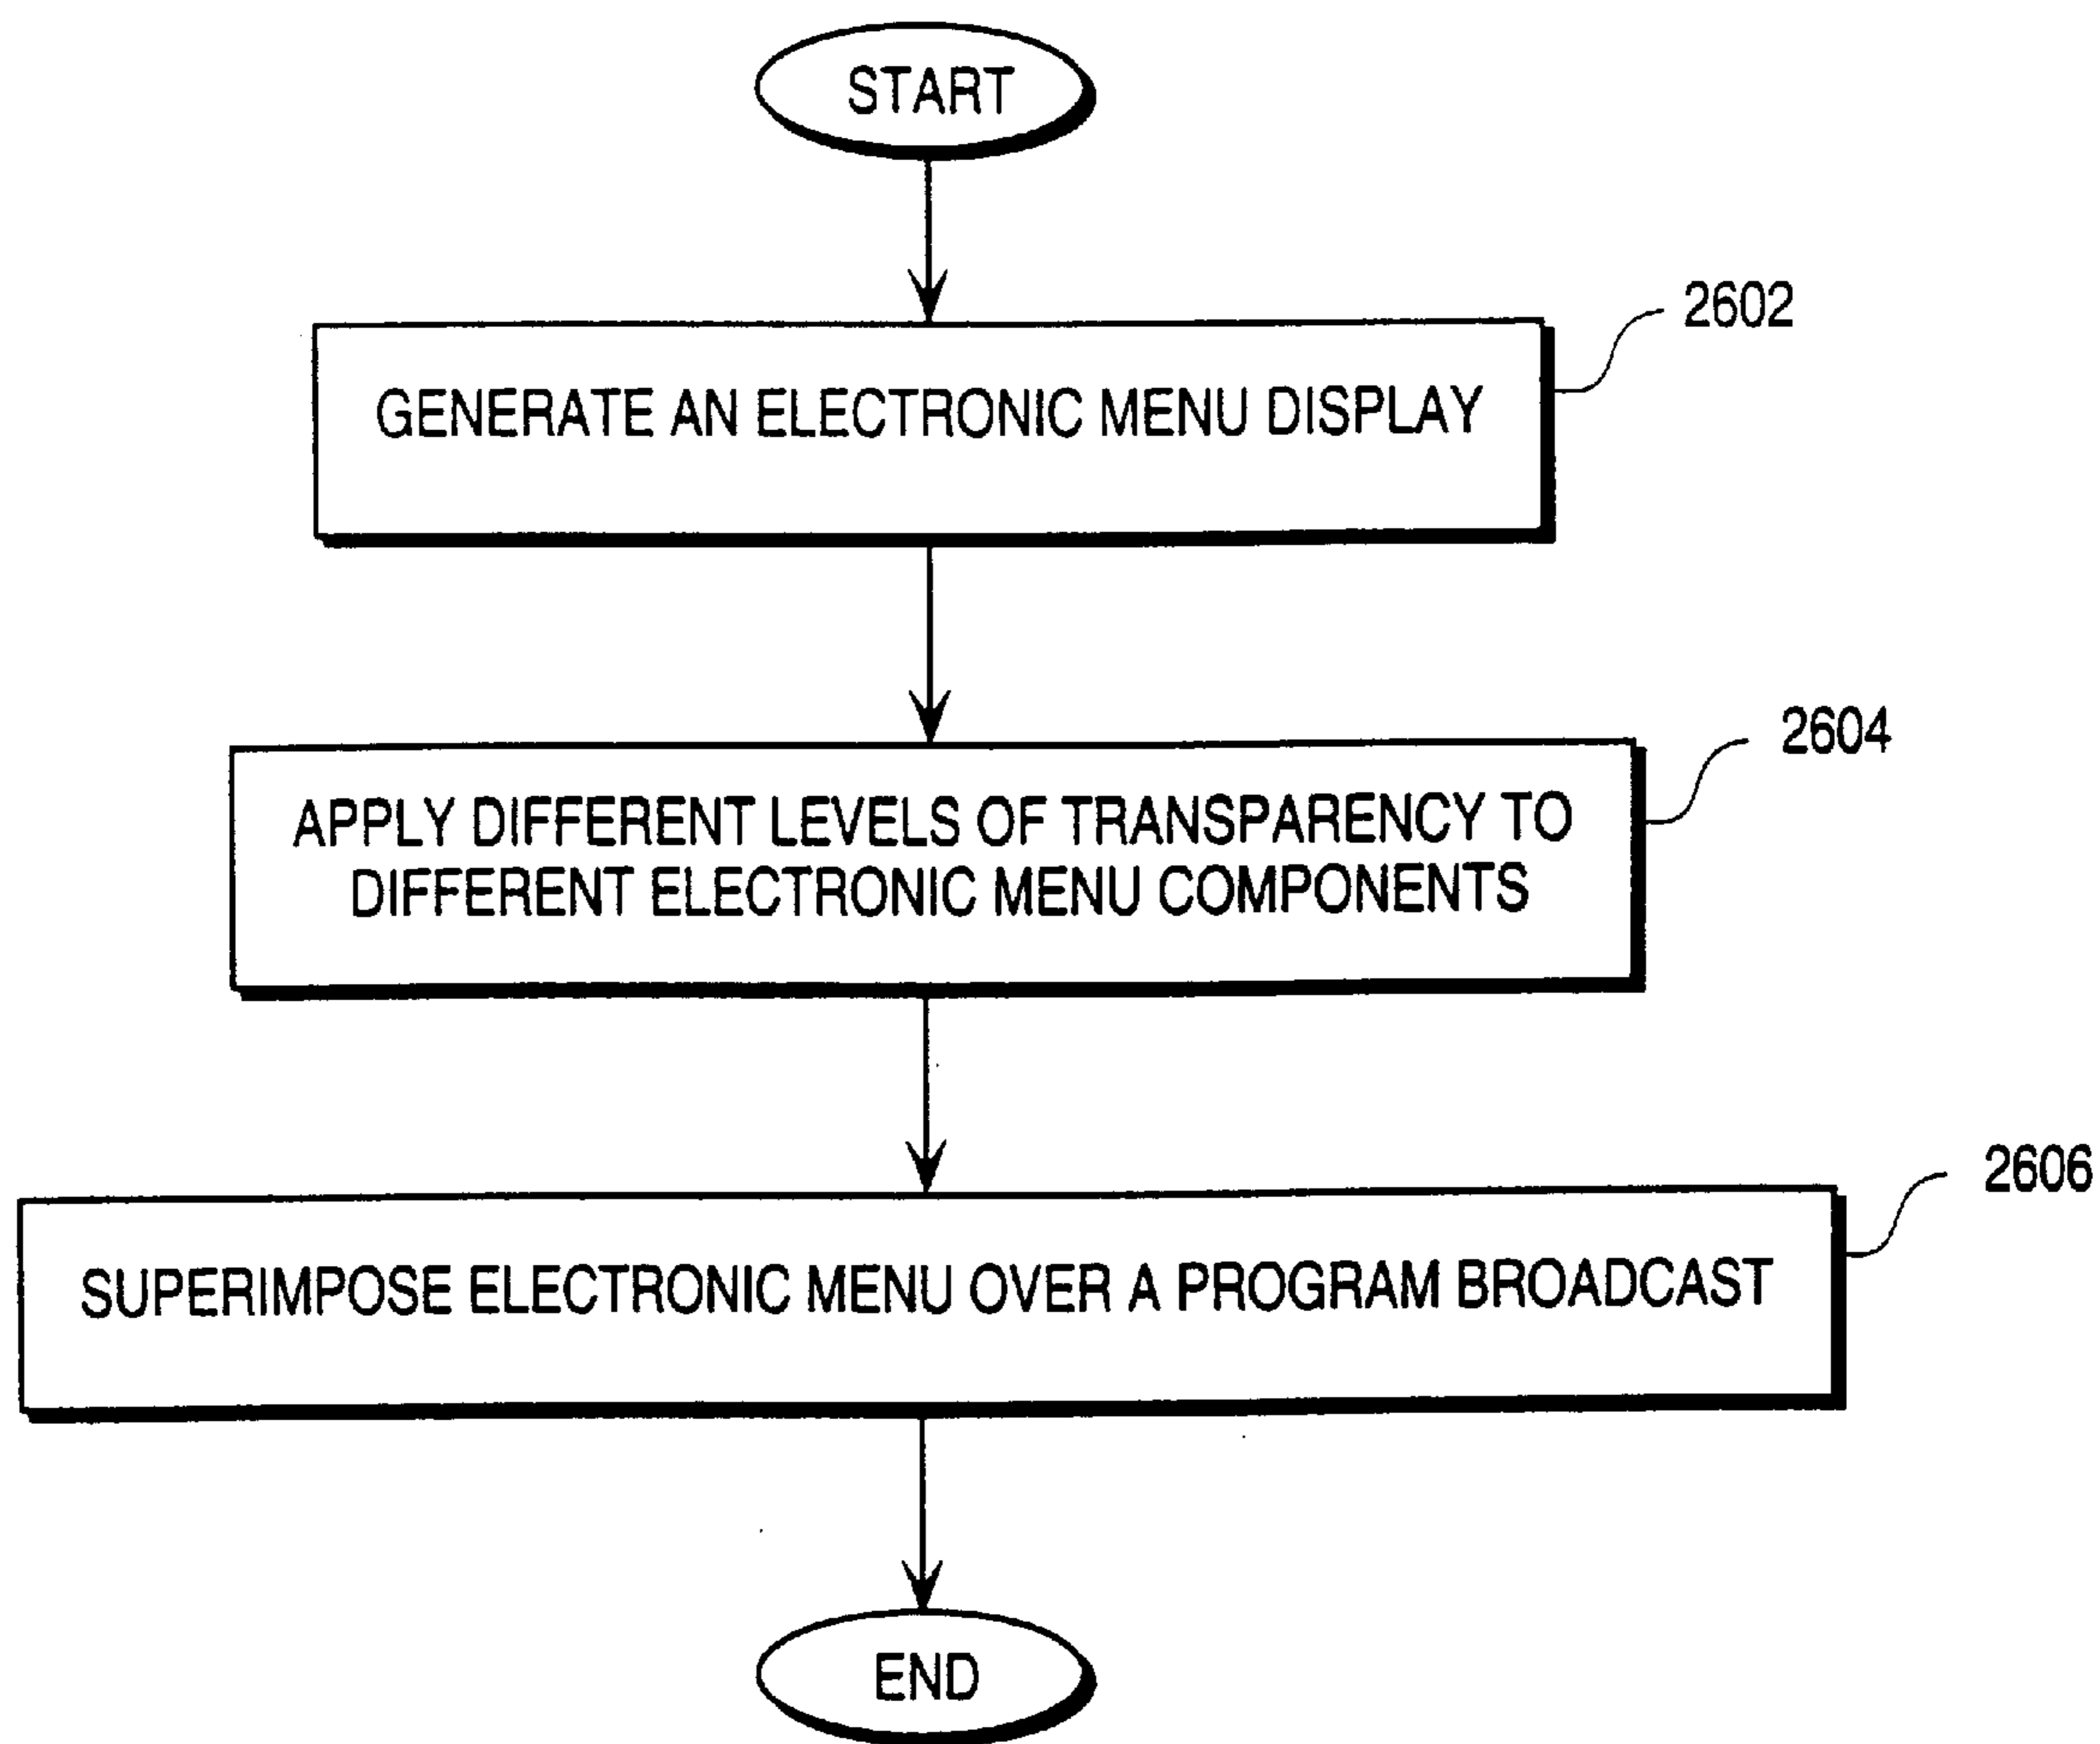 START
2602
GENERATE AN ELECTRONIC MENU DISPLAY
2604
APPLY DIFFERENT LEVELS OF TRANSPARENCY TO
DIFFERENT ELECTRONIC MENU COMPONENTS
2606
SUPERIMPOSE ELECTRONIC MENU OVER A PROGRAM BROADCAST
END